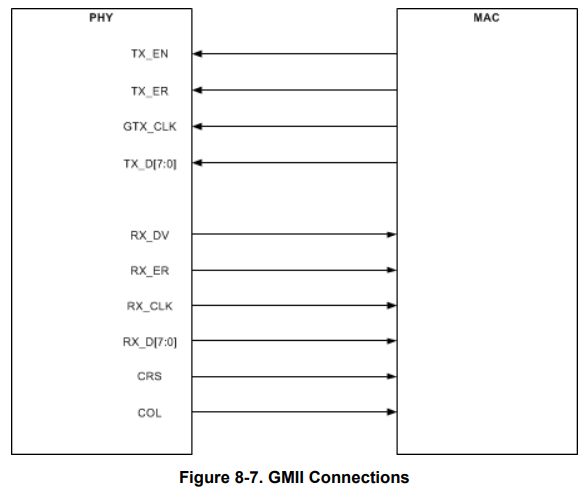 PHY
MAC
TX_EN
TX_ER
GTX_CLK
TX_D[7:0]
RX_DV
RX_ER
RX_CLK
RX_D[7:0]
CRS
COL
Figure 8-7. GMII Connections